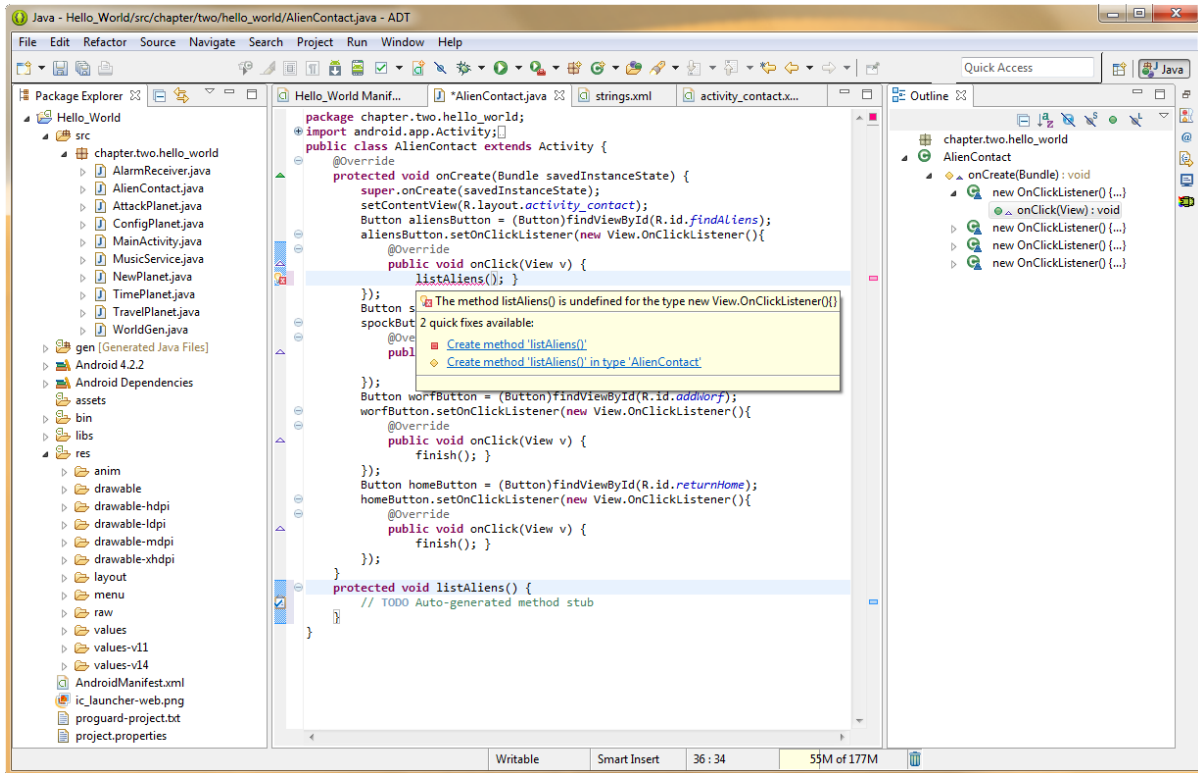 Java - Hello_World/src/chapter/two/hello_world/AlienContact.java - ADT
File Edit Refactor Source Navigate Search Project Run Window Help
Quick Access
Java
Package Explorer
Hello_World
src
chapter.two.hello_world
AlarmReceiver.java
AlienContact.java
AttackPlanet.java
ConfigPlanet.java
MainActivity.java
MusicService.java
NewPlanet.java
TimePlanet.java
TravelPlanet.java
WorldGen.java
gen [Generated Java Files]
Android 4.2.2
Android Dependencies
assets
bin
libs
res
anim
drawable
drawable-hdpi
drawable-ldpi
drawable-mdpi
drawable-xhdpi
layout
menu
raw
values
values-v11
values-v14
AndroidManifest.xml
ic_launcher-web.png
proguard-project.txt
project.properties
Hello_World Manif... *AlienContact.java strings.xml activity_contact.x...
package chapter.two.hello_world;
import android.app.Activity;
public class AlienContact extends Activity {
@Override
protected void onCreate(Bundle savedInstanceState) {
super.onCreate(savedInstanceState);
setContentView(R.layout.activity_contact);
Button aliensButton = (Button)findViewById(R.id.findAliens);
aliensButton.setOnClickListener(new View.OnClickListener(){
@Override
public void onClick(View v) {
listAliens(); }
});
Button s
spockBut
@Ove
publ
The method listAliens() is undefined for the type new View.OnClickListener(){}
2 quick fixes available:
Create method 'listAliens()'
Create method 'listAliens()' in type 'AlienContact'
});
Button worfButton = (Button)findViewById(R.id.addWorf);
worfButton.setOnClickListener(new View.OnClickListener(){
@Override
public void onClick(View v) {
finish(); }
});
Button homeButton = (Button)findViewById(R.id.returnHome);
homeButton.setOnClickListener(new View.OnClickListener(){
@Override
public void onClick(View v) {
finish(); }
});
}
protected void listAliens() {
// TODO Auto-generated method stub
}
}
Outline
chapter.two.hello_world
AlienContact
onCreate(Bundle) : void
new OnClickListener() {...}
onClick(View) : void
new OnClickListener() {...}
new OnClickListener() {...}
new OnClickListener() {...}
Writable Smart Insert 36 : 34 55M of 177M